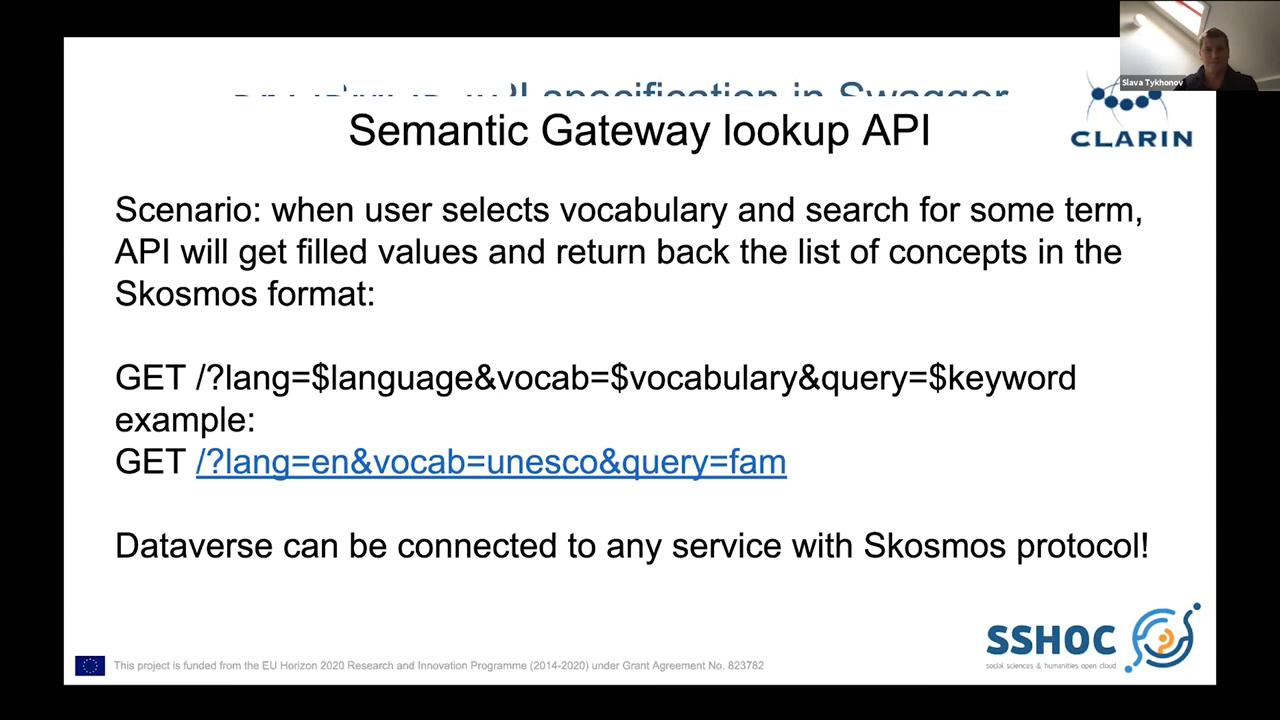 Slava Tykhonov
API specification in Swagger
Semantic Gateway lookup API
CLARIN
Scenario: when user selects vocabulary and search for some term,
API will get filled values and return back the list of concepts in the
Skosmos format:
GET /?lang=$language&vocab=$vocabulary&query=$keyword
example:
GET /?lang=en&vocab=unesco&query=fam
Dataverse can be connected to any service with Skosmos protocol!
SSHOC
social sciences & humanities open cloud
This project is funded from the EU Horizon 2020 Research and Innovation Programme (2014-2020) under Grant Agreement No. 823782